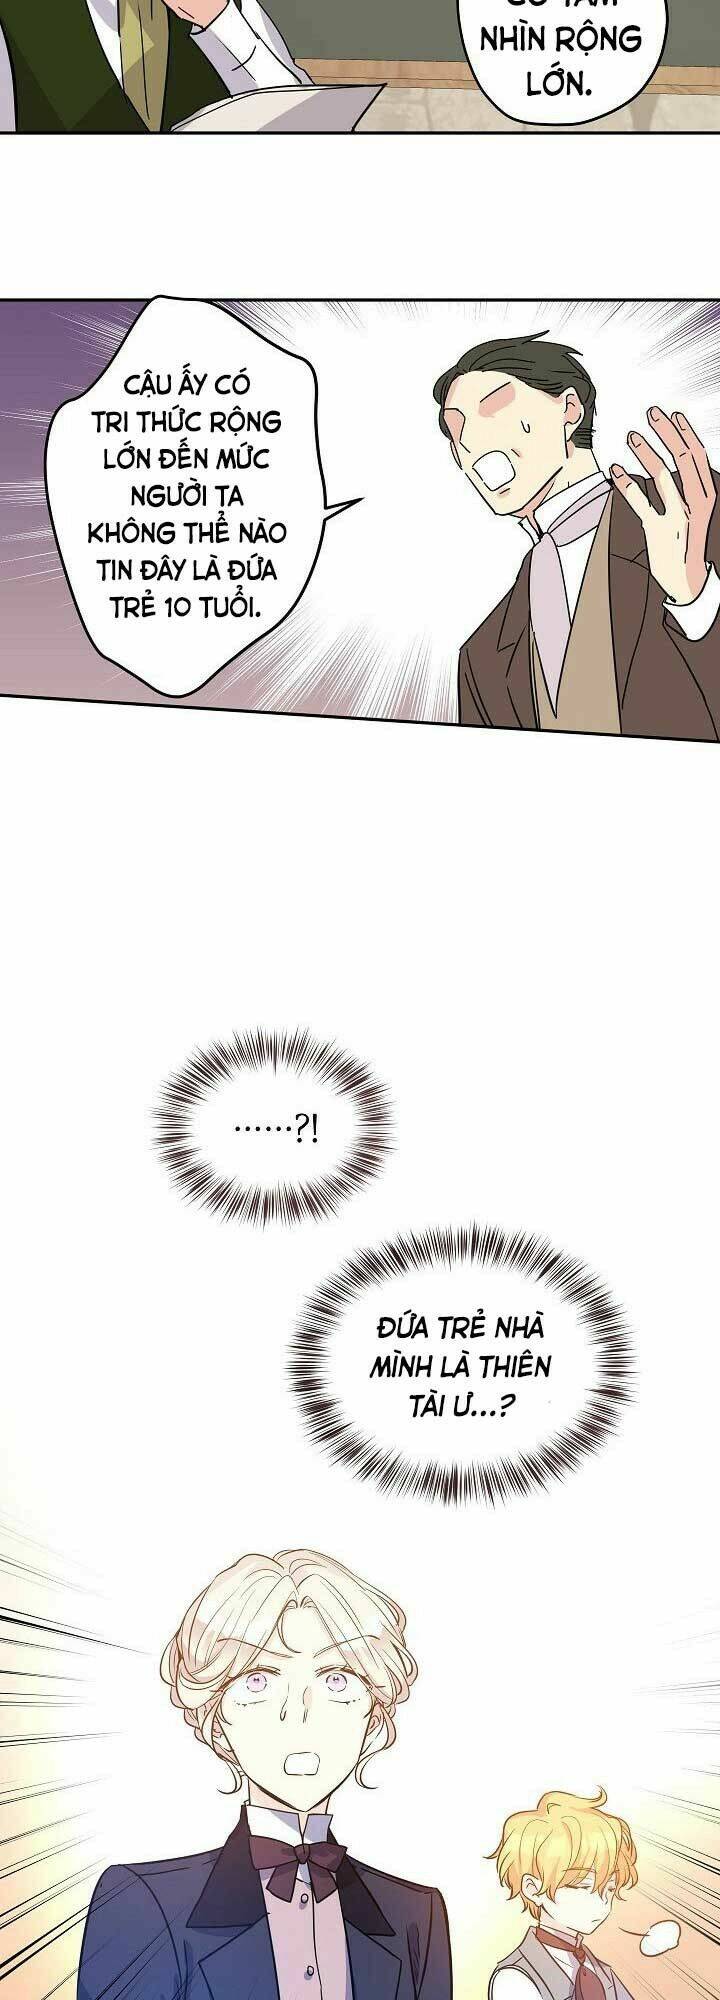 NHÌN RỘNG
LỚN.
CẬU ẤY CÓ
TRI THỨC RỘNG
LỚN ĐẾN MỨC
NGƯỜI TA
KHÔNG THỂ NÀO
TIN ĐÂY LÀ ĐỨA
TRẺ 10 TUỔI.
......?!
ĐỨA TRẺ NHÀ
MÌNH LÀ THIÊN
TÀI Ư...?